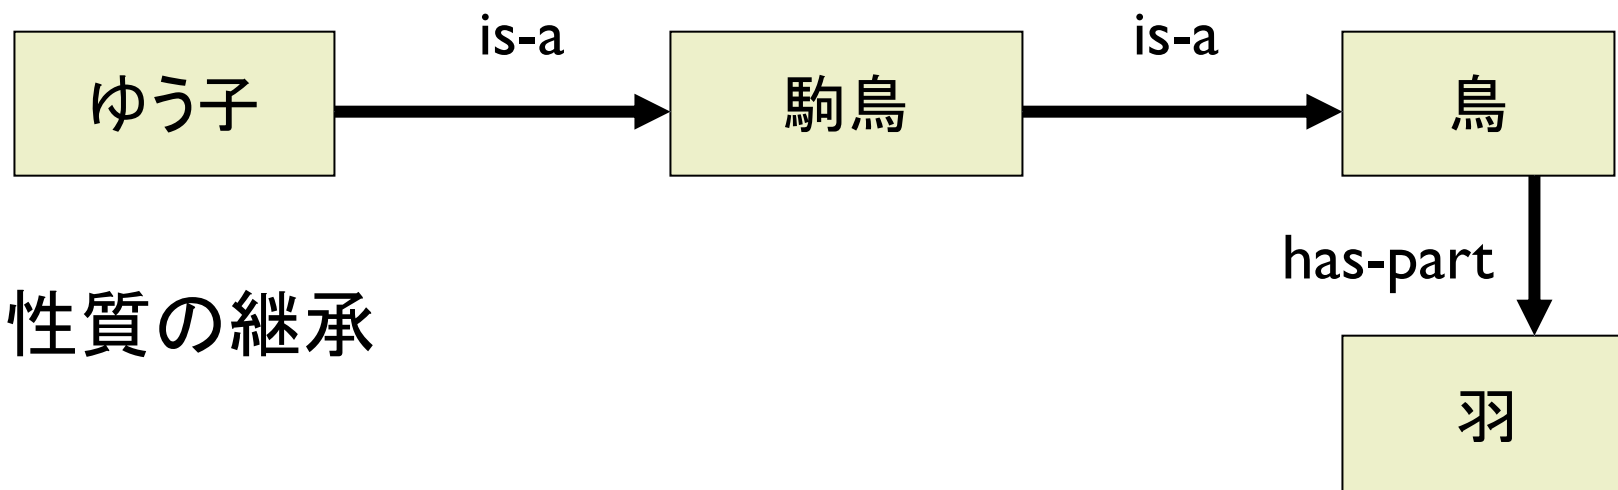 is-a
is-a
ゆう子
駒鳥
鳥
has-part
性質の継承
羽